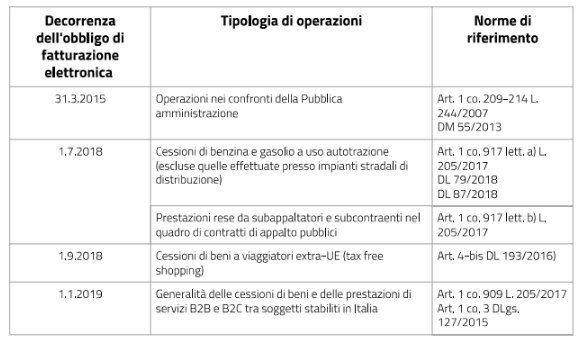 Decorrenza
dell'obbligo di
fatturazione
elettronica
Tipologia di operazioni
Norme di
riferimento
31.3.2015
Operazioni nei confronti della Pubblica
amministrazione
Art. 1 co. 209-214 L.
244/2007
DM 55/2013
1.7.2018
Cessioni di benzina e gasolio a uso autotrazione
(escluse quelle effettuate presso impianti stradali di
distribuzione)
Art. 1 co. 917 lett. a) L.
205/2017
DL 79/2018
DL 87/2018
Prestazioni rese da subappaltatori e subcontraenti nel
quadro di contratti di appalto pubblici
Art, 1 co, 917 lett, b) L,
205/2017
1.9.2018
Cessioni di beni a viaggiatori extra-UE (tax free
shopping)
Art. 4-bis DL 193/2016)
1.1.2019
Generalità delle cessioni di beni e delle prestazioni di
servizi B2B e B2C tra soggetti stabiliti in Italia
Art. 1 co. 909 L. 205/2017
Art, 1 co, 3 DLgs,
127/2015